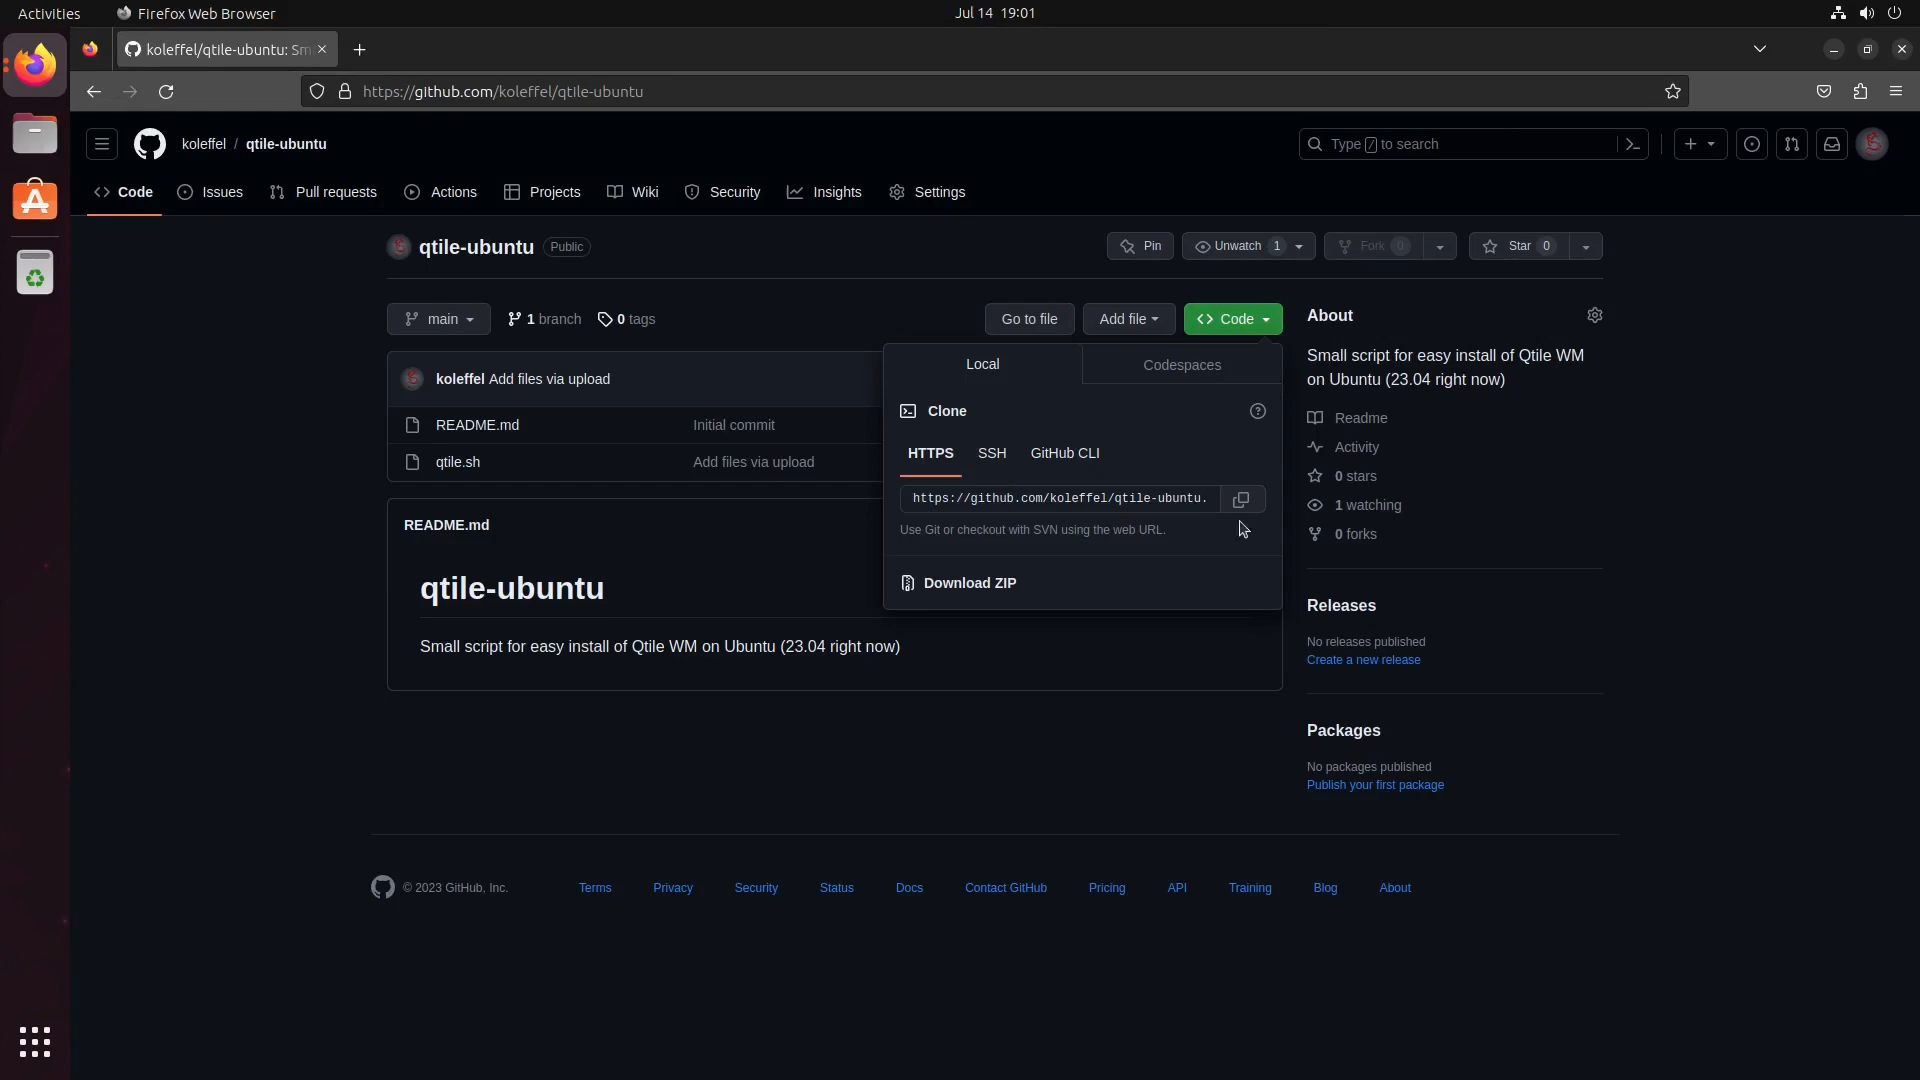 Activities
Firefox Web Browser
Jul 14 19:01
koleffel/qtile-ubuntu: Sm
https://github.com/koleffel/qtile-ubuntu
koleffel / qtile-ubuntu
Type / to search
Code
Issues
Pull requests
Actions
Projects
Wiki
Security
Insights
Settings
qtile-ubuntu
Public
Pin
Unwatch 1
Fork 0
Star 0
main
1 branch
0 tags
Go to file
Add file
Code
Local
Codespaces
koleffel Add files via upload
README.md
Initial commit
qtile.sh
Add files via upload
Clone
HTTPS
SSH
GitHub CLI
https://github.com/koleffel/qtile-ubuntu.
Use Git or checkout with SVN using the web URL.
Download ZIP
README.md
qtile-ubuntu
Small script for easy install of Qtile WM on Ubuntu (23.04 right now)
About
Small script for easy install of Qtile WM
on Ubuntu (23.04 right now)
Readme
Activity
0 stars
1 watching
0 forks
Releases
No releases published
Create a new release
Packages
No packages published
Publish your first package
© 2023 GitHub, Inc.
Terms
Privacy
Security
Status
Docs
Contact GitHub
Pricing
API
Training
Blog
About